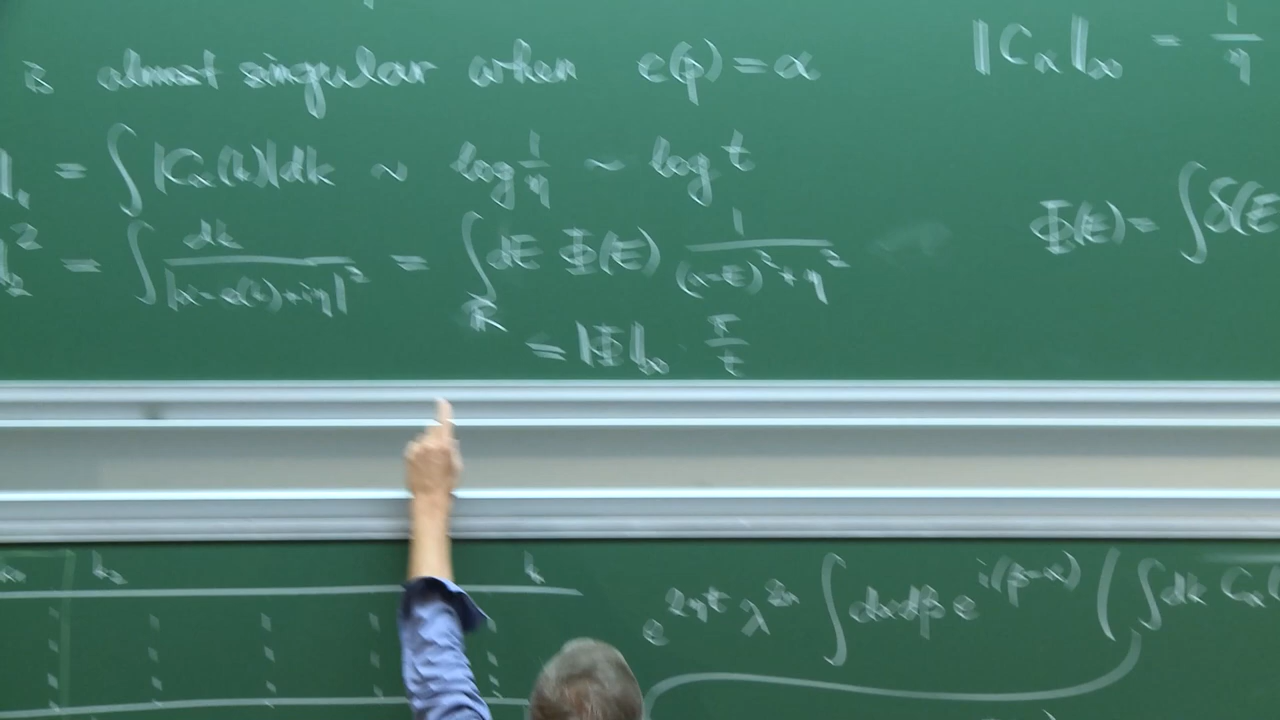 is almost singular when e(p) = α
‖C_α‖_∞ = 1/η
‖_1 = ∫ |C_α(k)| dk ~ log 1/η ~ log t
‖_2^2 = ∫ dk / |α - e(k) + iη|^2 = ∫_ℝ dE Φ(E) 1 / ((α-E)^2 + η^2)
Φ(E) = ∫ δ(E
= ‖Φ‖_∞ π/t
e^{2ηt} λ^{2n} ∫ dα dβ e^{i(β-α)} ( ∫ dk C_α(